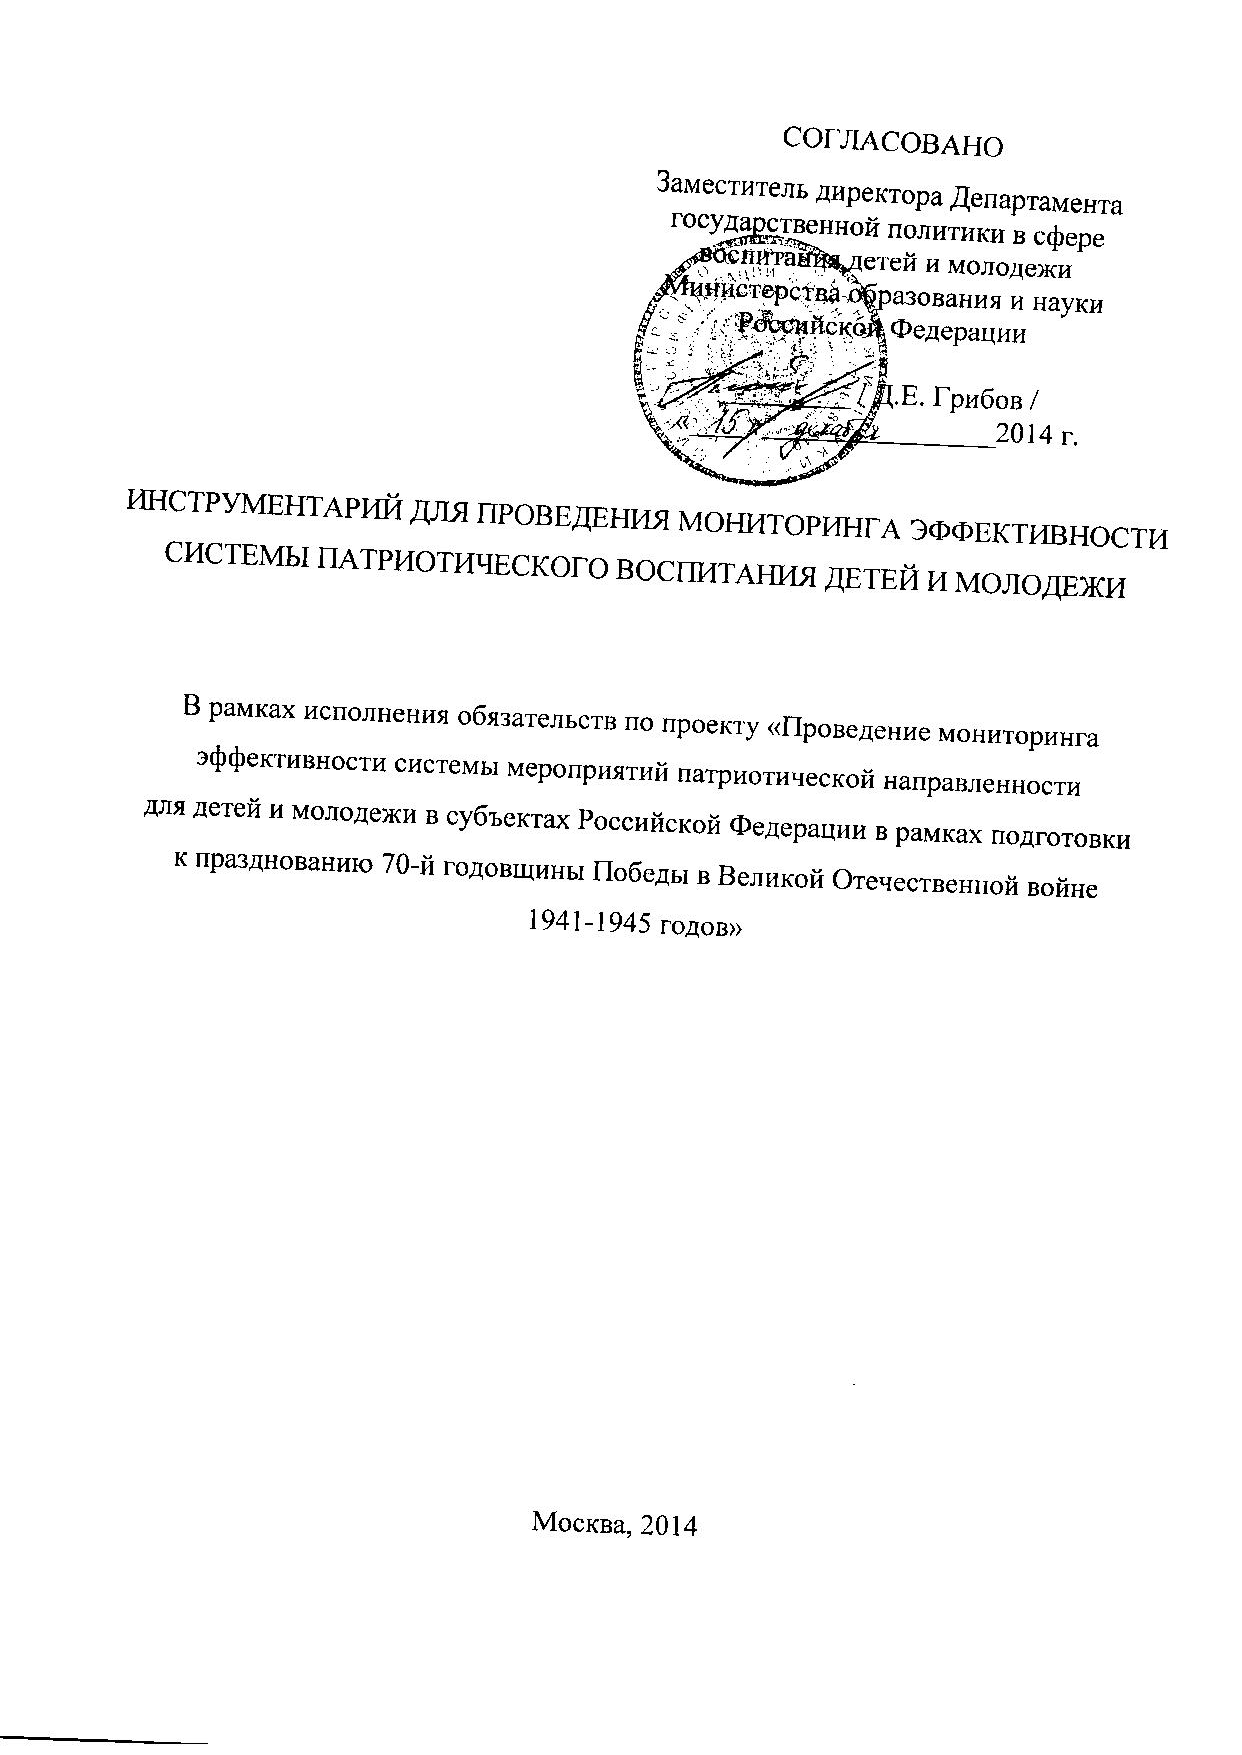 СОГЛАСОВАНО
Заместитель директора Департамента
государственной политики в сфере
воспитания детей и молодежи
Министерства образования и науки
Российской Федерации
/ Д.Е. Грибов /
« 15 » декабря 2014 г.
ИНСТРУМЕНТАРИЙ ДЛЯ ПРОВЕДЕНИЯ МОНИТОРИНГА ЭФФЕКТИВНОСТИ
СИСТЕМЫ ПАТРИОТИЧЕСКОГО ВОСПИТАНИЯ ДЕТЕЙ И МОЛОДЕЖИ
В рамках исполнения обязательств по проекту «Проведение мониторинга
эффективности системы мероприятий патриотической направленности
для детей и молодежи в субъектах Российской Федерации в рамках подготовки
к празднованию 70-й годовщины Победы в Великой Отечественной войне
1941-1945 годов»
Москва, 2014